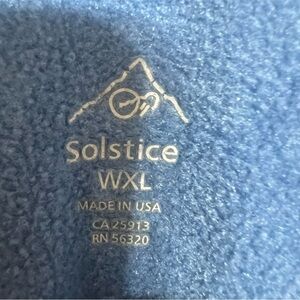 Solstice
WXL
MADE IN USA
CA 25913
RN 56320